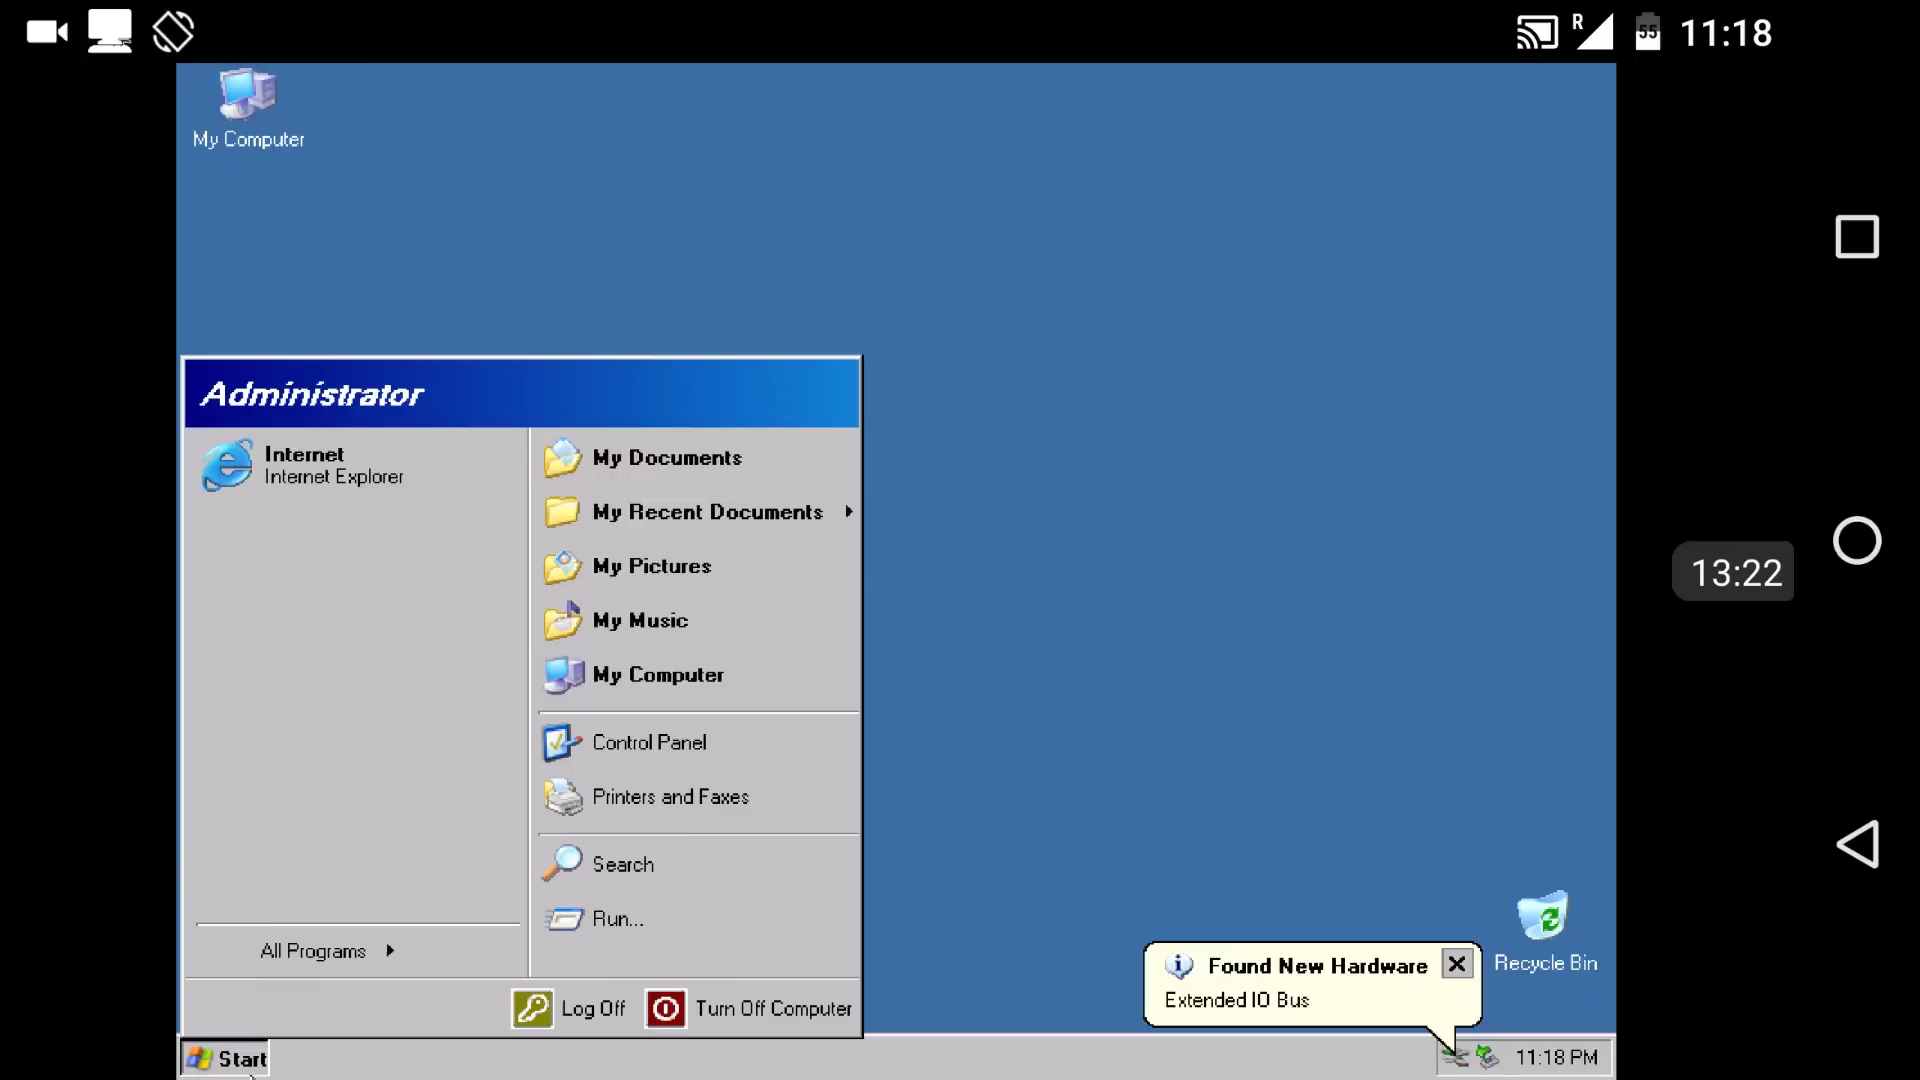 R
55
11:18
My Computer
Administrator
Internet
Internet Explorer
My Documents
My Recent Documents
My Pictures
My Music
My Computer
Control Panel
Printers and Faxes
Search
Run...
All Programs
Log Off
Turn Off Computer
13:22
Recycle Bin
Found New Hardware
Extended IO Bus
Start
11:18 PM